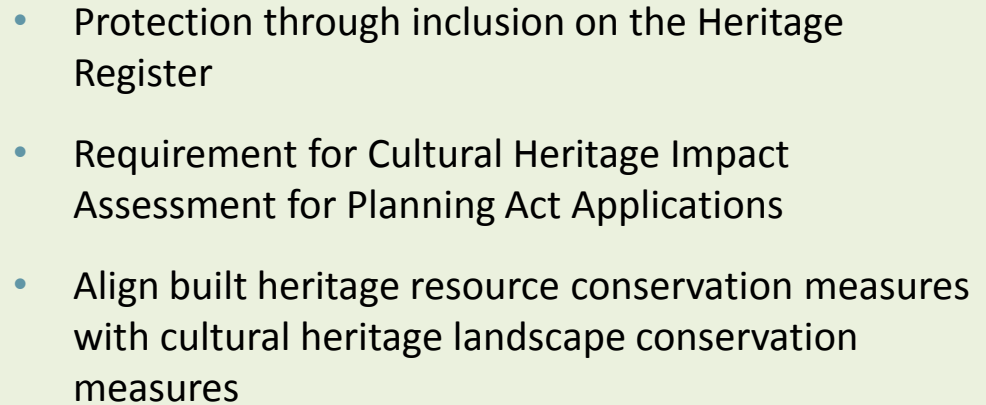 • Protection through inclusion on the Heritage
Register
• Requirement for Cultural Heritage Impact
Assessment for Planning Act Applications
• Align built heritage resource conservation measures
with cultural heritage landscape conservation
measures